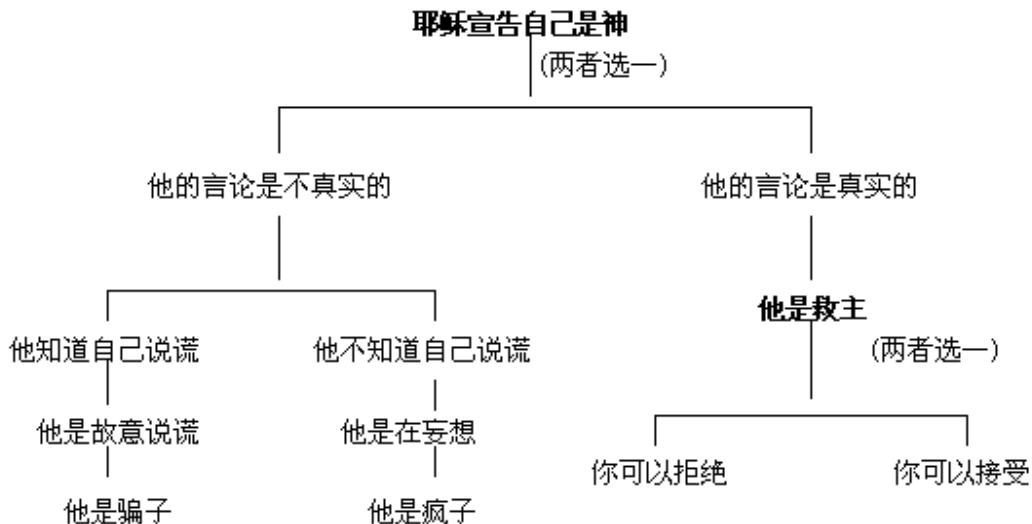 耶稣宣告自己是神
(两者选一)
他的言论是不真实的
他的言论是真实的
他是救主
他知道自己说谎
他不知道自己说谎
(两者选一)
他是故意说谎
他是在妄想
你可以拒绝
你可以接受
他是骗子
他是疯子